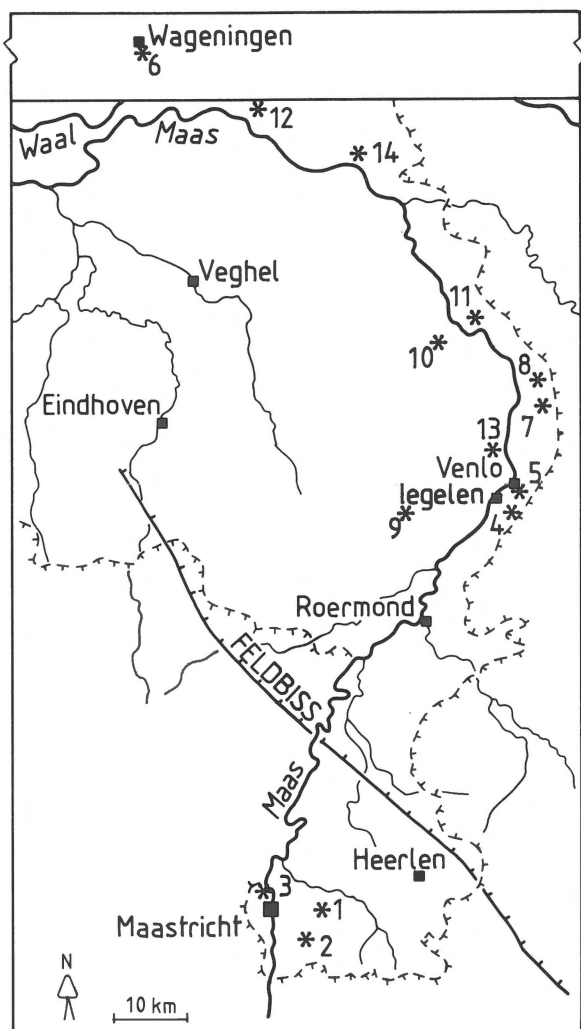 Wageningen
6
12
Waal
Maas
14
Veghel
11
10
8
Eindhoven
7
13
Venlo
5
Iegelen
4
9
Roermond
FELDBISS
Maas
Heerlen
3
1
Maastricht
2
N
10 km